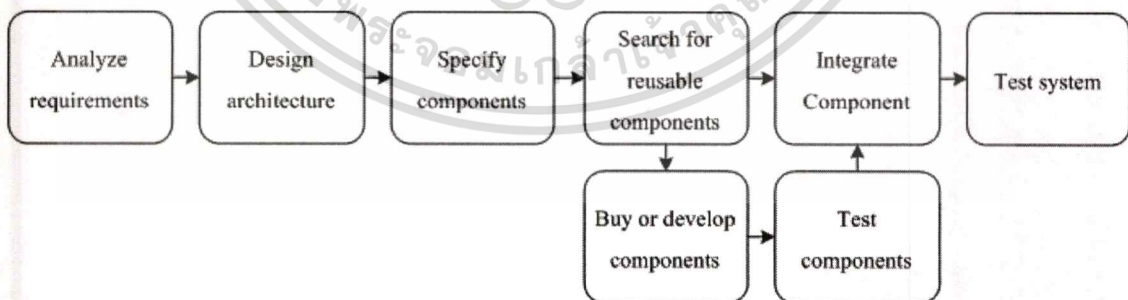 Analyze
requirements
Design
architecture
Specify
components
Search for
reusable
components
Integrate
Component
Test system
Buy or develop
components
Test
components